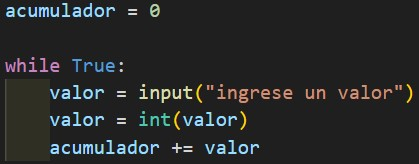 acumulador = 0
while True:
    valor = input("ingrese un valor")
    valor = int(valor)
    acumulador += valor